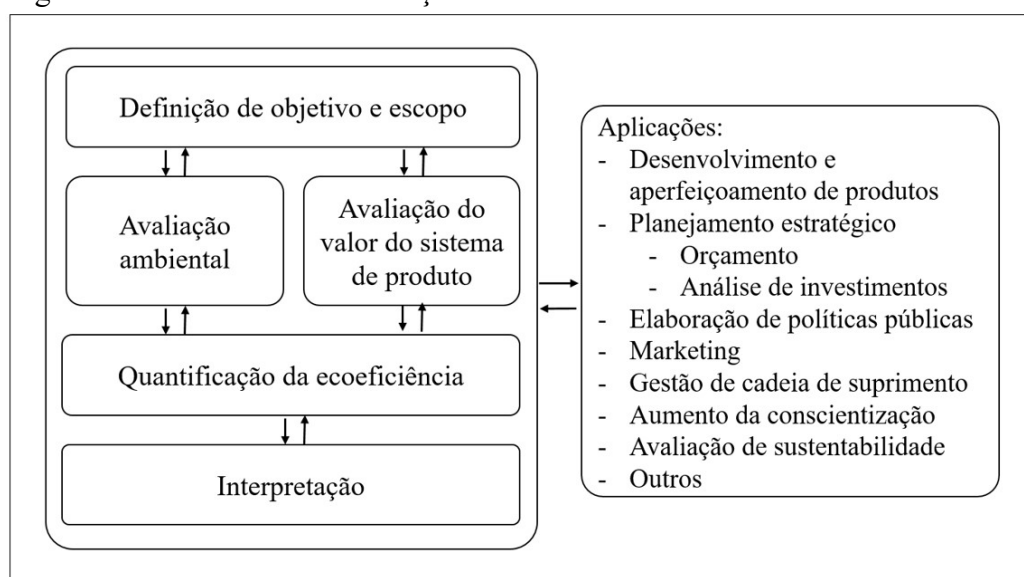 Definição de objetivo e escopo
Avaliação
ambiental
Avaliação do
valor do sistema
de produto
Quantificação da ecoeficiência
Interpretação
Aplicações:
- Desenvolvimento e
aperfeiçoamento de produtos
- Planejamento estratégico
- Orçamento
- Análise de investimentos
- Elaboração de políticas públicas
- Marketing
- Gestão de cadeia de suprimento
- Aumento da conscientização
- Avaliação de sustentabilidade
- Outros